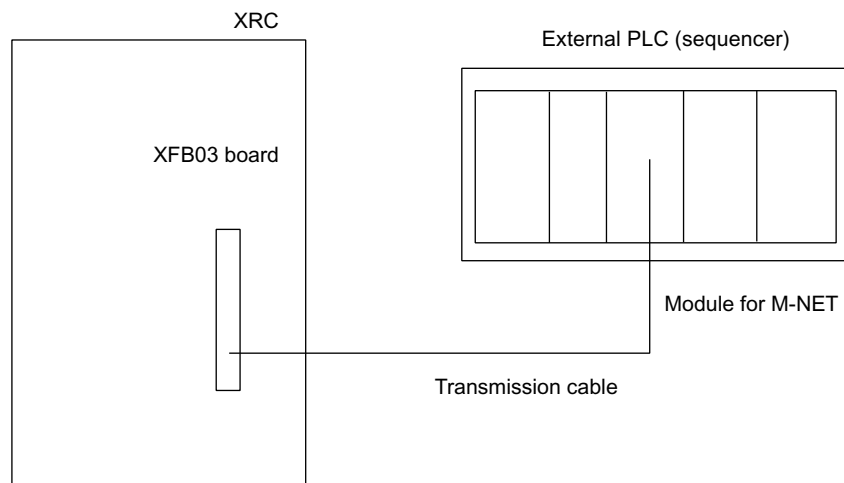 XRC
External PLC (sequencer)
XFB03 board
Module for M-NET
Transmission cable